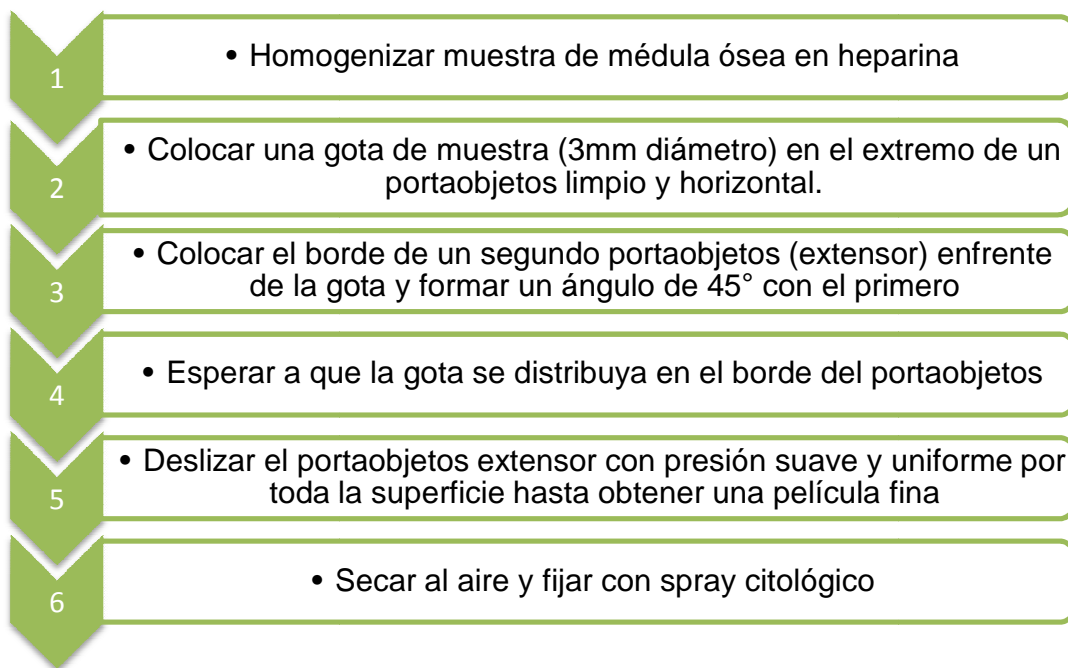 1
• Homogenizar muestra de médula ósea en heparina
2
• Colocar una gota de muestra (3mm diámetro) en el extremo de un
portaobjetos limpio y horizontal.
3
• Colocar el borde de un segundo portaobjetos (extensor) enfrente
de la gota y formar un ángulo de 45° con el primero
4
• Esperar a que la gota se distribuya en el borde del portaobjetos
5
• Deslizar el portaobjetos extensor con presión suave y uniforme por
toda la superficie hasta obtener una película fina
6
• Secar al aire y fijar con spray citológico